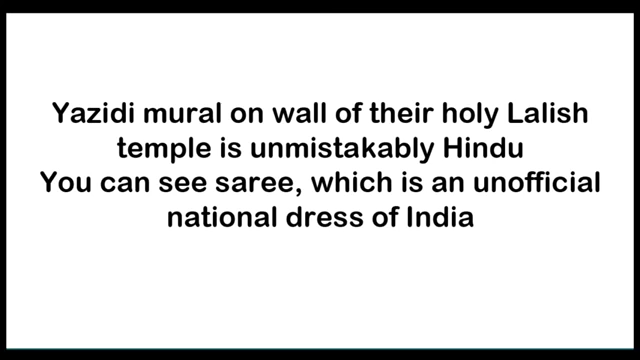 Yazidi mural on wall of their holy Lalish
temple is unmistakably Hindu
You can see saree, which is an unofficial
national dress of India